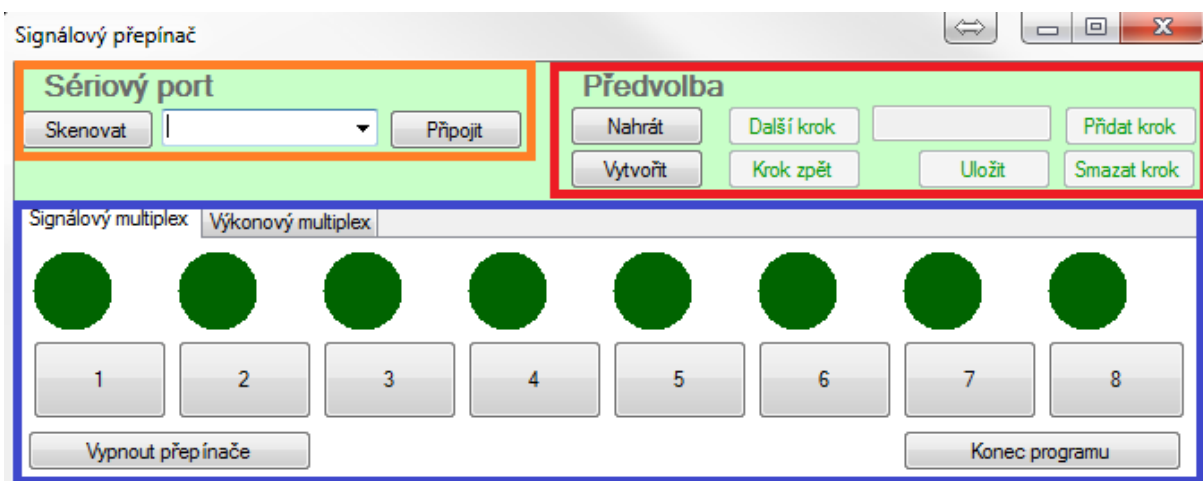 Signálový přepínač
Sériový port
Skenovat Připojit
Předvolba
Nahrát Další krok Přidat krok
Vytvořit Krok zpět Uložit Smazat krok
Signálový multiplex Výkonový multiplex
1 2 3 4 5 6 7 8
Vypnout přepínače Konec programu